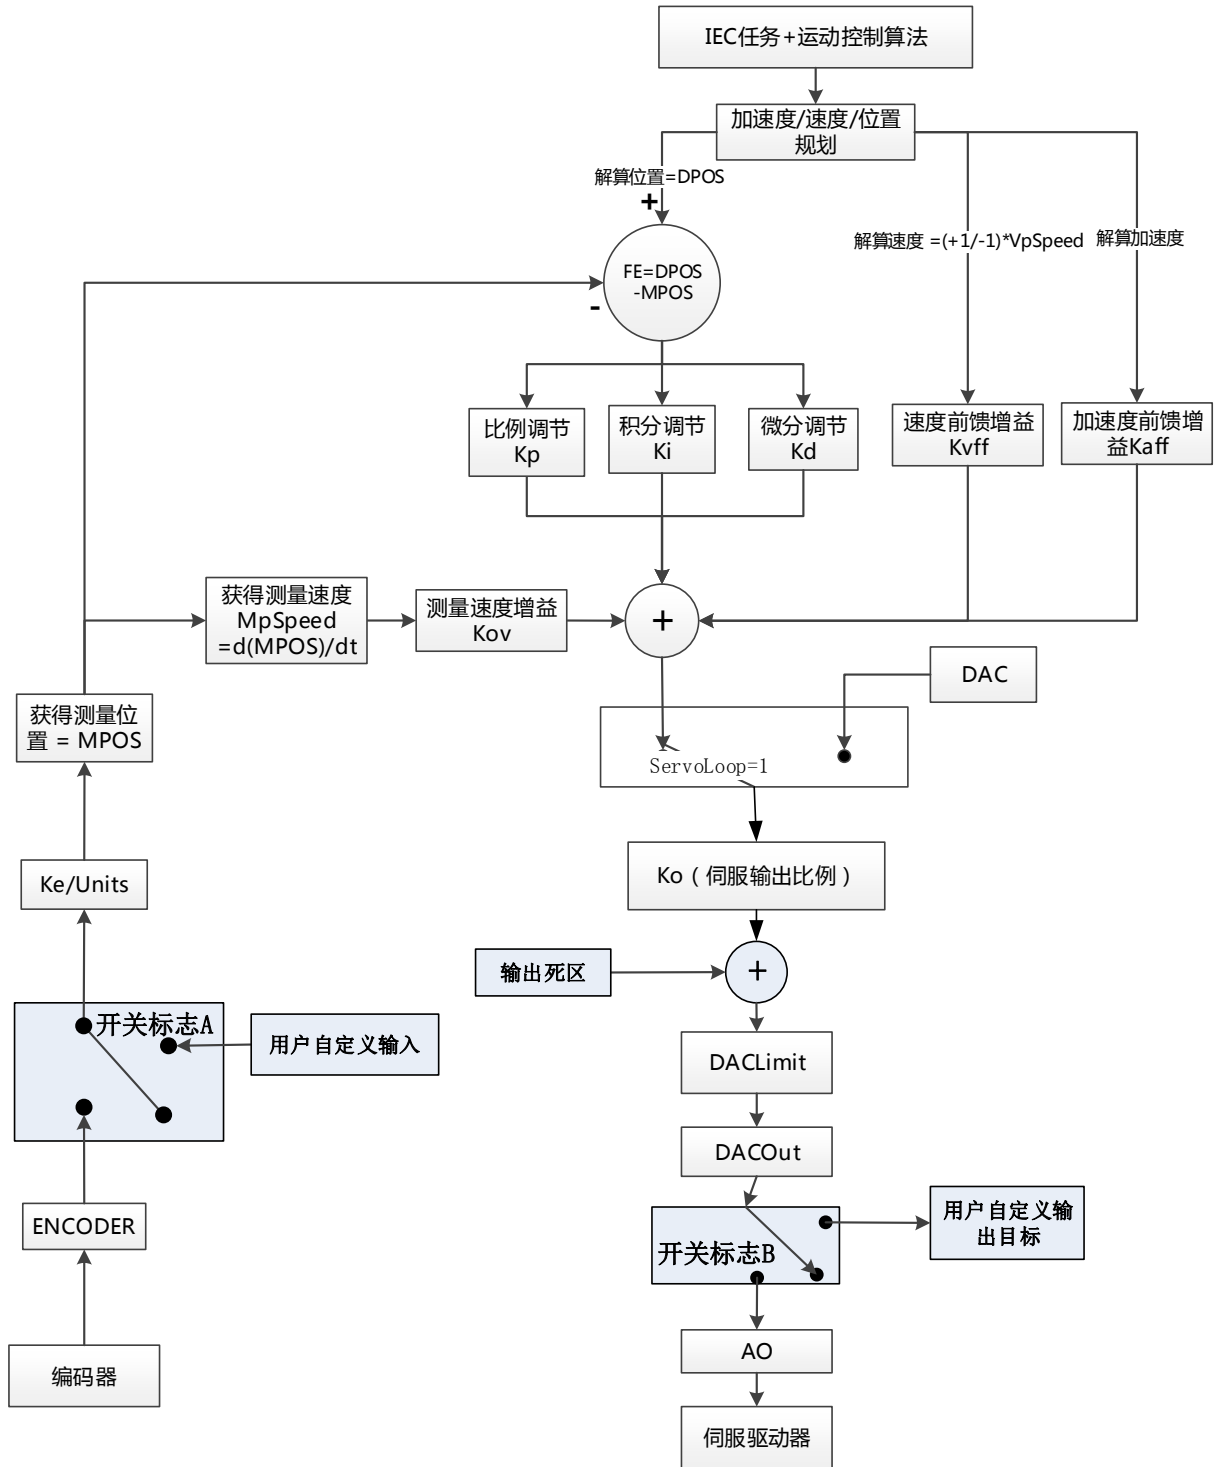 IEC任务+运动控制算法
加速度/速度/位置
规划
解算位置=DPOS
+
解算速度 =(+1/-1)*VpSpeed
解算加速度
FE=DPOS
-MPOS
-
比例调节
Kp
积分调节
Ki
微分调节
Kd
速度前馈增益
Kvff
加速度前馈增
益Kaff
获得测量速度
MpSpeed
=d(MPOS)/dt
测量速度增益
Kov
+
DAC
获得测量位
置 = MPOS
ServoLoop=1
Ke/Units
Ko（伺服输出比例）
输出死区
+
开关标志A
用户自定义输入
DACLimit
DACOut
ENCODER
用户自定义输
出目标
开关标志B
AO
编码器
伺服驱动器